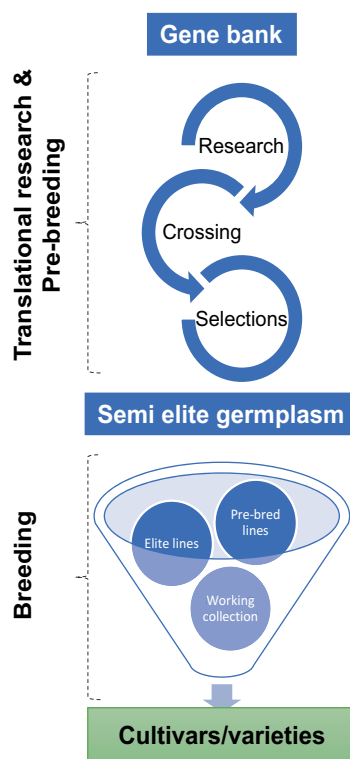 Gene bank
Translational research &
Pre-breeding
Research
Crossing
Selections
Semi elite germplasm
Breeding
Elite lines
Pre-bred
lines
Working
collection
Cultivars/varieties